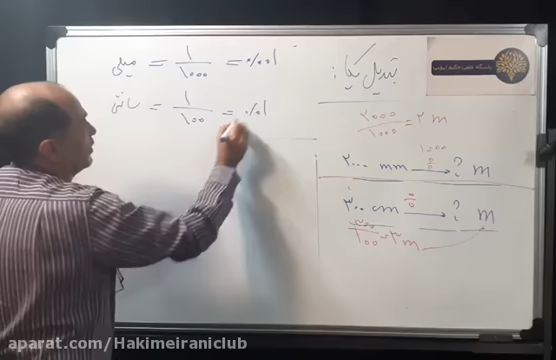 تبدیل یکا :
۲۰۰۰ / ۱۰۰۰ = ۲ m
۲۰۰۰ mm → ? m
۱۰۰۰ ÷
۳۰۰ cm → ? m
÷
۳۰۰ / ۱۰۰ = ۳ m
میلی = ۱ / ۱۰۰۰ = ۰/۰۰۱
سانتی = ۱ / ۱۰۰ = ۰/۰۱
aparat.com/Hakimeiraniclub